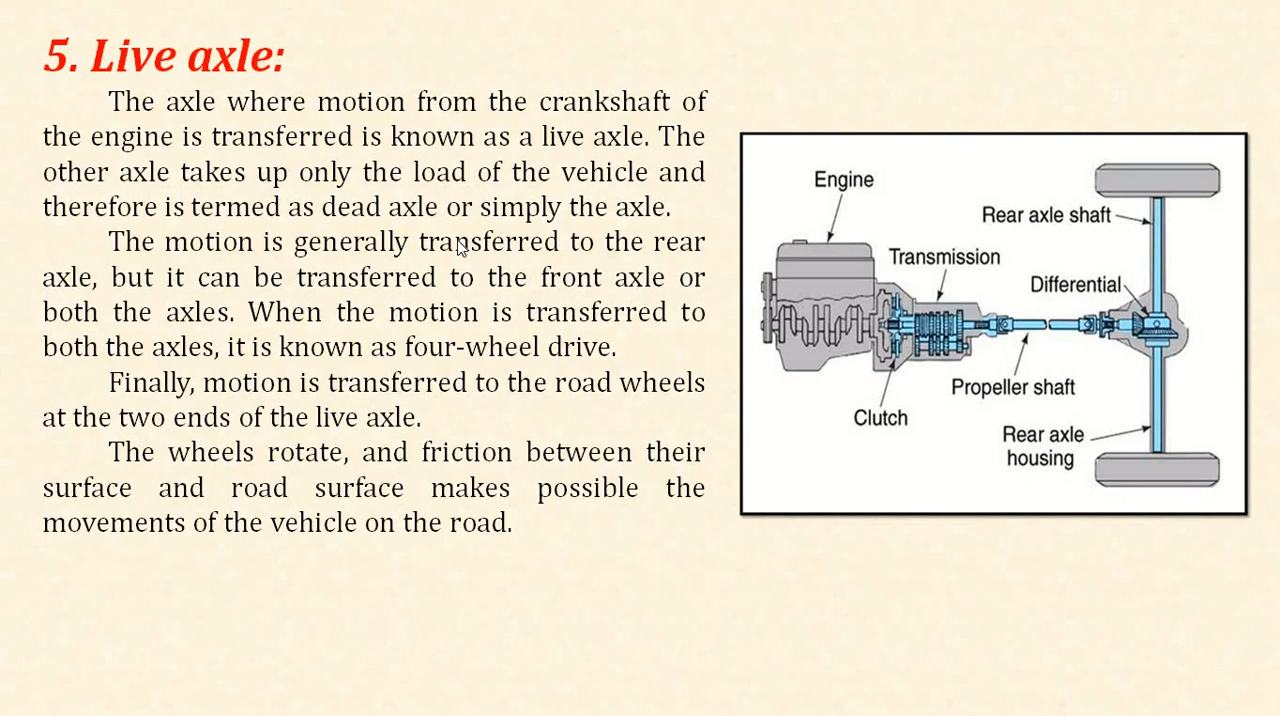 5. Live axle:
The axle where motion from the crankshaft of
the engine is transferred is known as a live axle. The
other axle takes up only the load of the vehicle and
therefore is termed as dead axle or simply the axle.
The motion is generally transferred to the rear
axle, but it can be transferred to the front axle or
both the axles. When the motion is transferred to
both the axles, it is known as four-wheel drive.
Finally, motion is transferred to the road wheels
at the two ends of the live axle.
The wheels rotate, and friction between their
surface and road surface makes possible the
movements of the vehicle on the road.
Engine
Rear axle shaft
Transmission
Differential
Propeller shaft
Clutch
Rear axle
housing